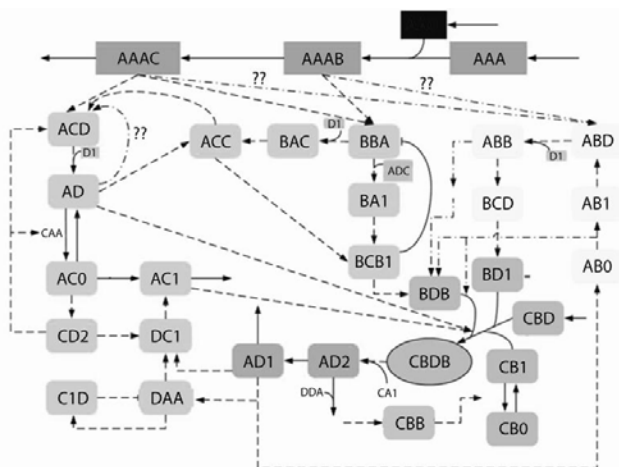 AAAC
AAAB
AAA
??
??
ACD
D1
??
ACC
BAC
D1
BBA
ABB
D1
ABD
ADC
AD
BA1
BCD
AB1
CAA
BCB1
AB0
AC0
AC1
BDB
BD1
CBD
CD2
DC1
AD1
AD2
CBDB
CB1
DDA
CA1
C1D
DAA
CBB
CB0